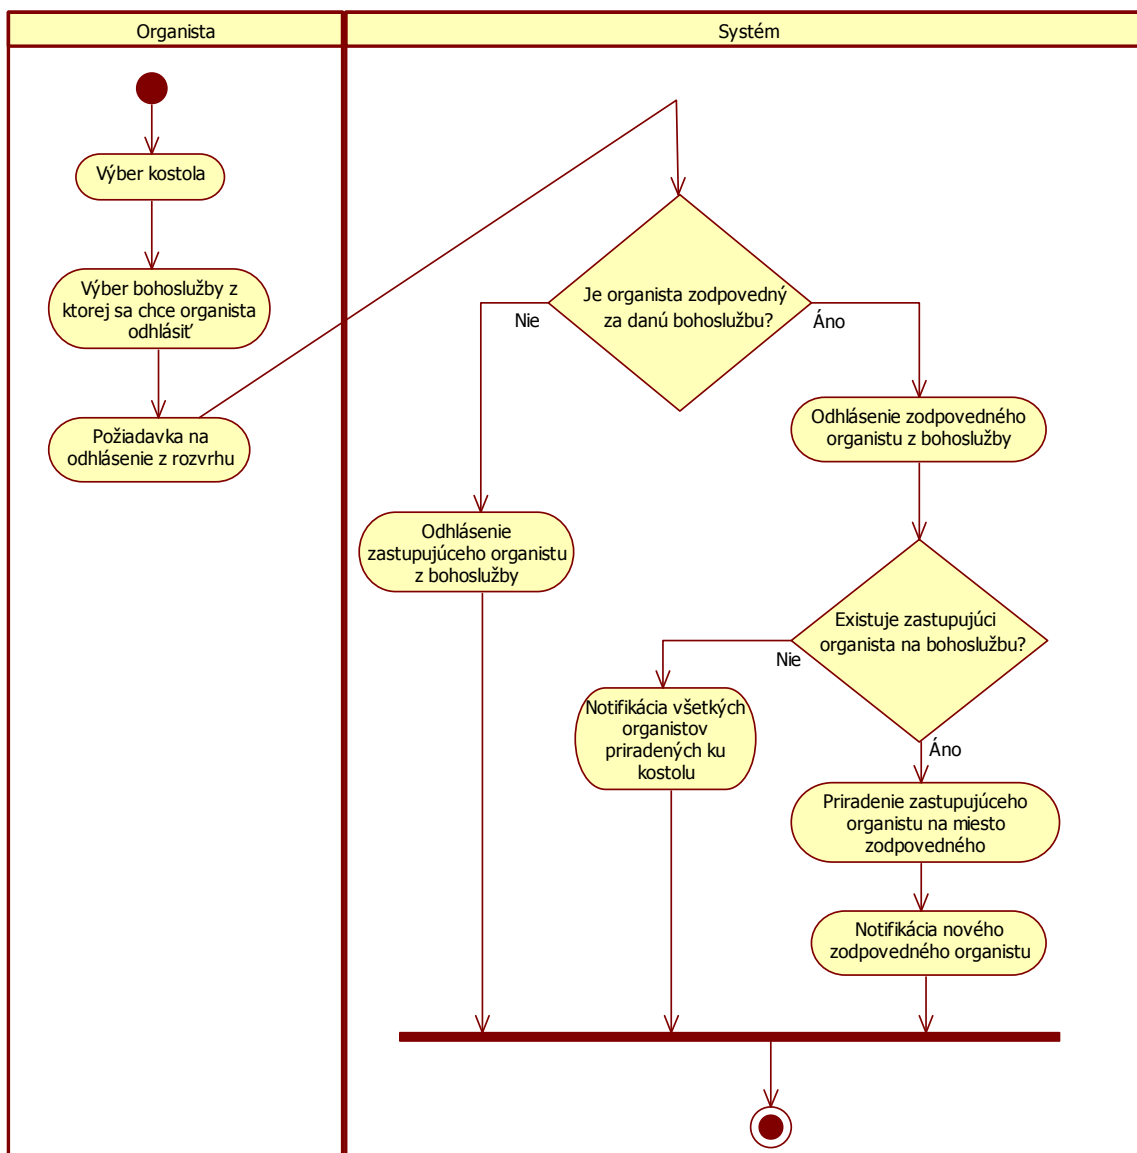 Organista
Systém
Výber kostola
Výber bohoslužby z
ktorej sa chce organista
odhlásiť
Požiadavka na
odhlásenie z rozvrhu
Je organista zodpovedný
za danú bohoslužbu?
Nie
Áno
Odhlásenie zodpovedného
organistu z bohoslužby
Odhlásenie
zastupujúceho organistu
z bohoslužby
Existuje zastupujúci
organista na bohoslužbu?
Nie
Áno
Notifikácia všetkých
organistov
priradených ku
kostolu
Priradenie zastupujúceho
organistu na miesto
zodpovedného
Notifikácia nového
zodpovedného organistu